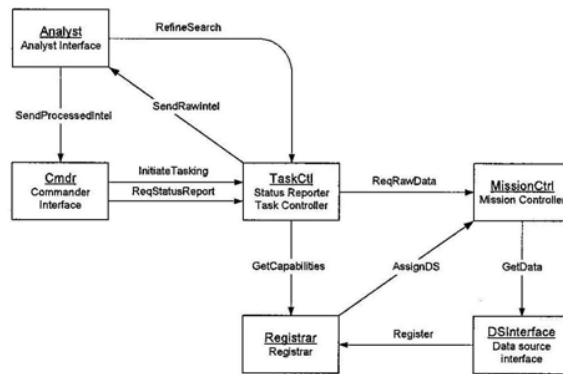 Analyst
Analyst Interface
RefineSearch
SendRawIntel
SendProcessedIntel
Cmdr
Commander
Interface
InitiateTasking
ReqStatusReport
TaskCtl
Status Reporter
Task Controller
ReqRawData
MissionCtrl
Mission Controller
GetCapabilities
AssignDS
GetData
Registrar
Registrar
Register
DSInterface
Data source
interface